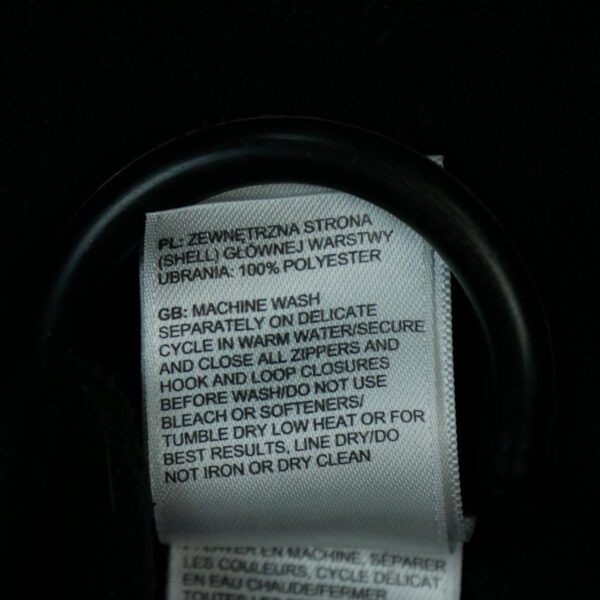 PL: ZEWNĘTRZNA STRONA
(SHELL) GŁÓWNEJ WARSTWY
UBRANIA: 100% POLYESTER
GB: MACHINE WASH
SEPARATELY ON DELICATE
CYCLE IN WARM WATER/SECURE
AND CLOSE ALL ZIPPERS AND
HOOK AND LOOP CLOSURES
BEFORE WASH/DO NOT USE
BLEACH OR SOFTENERS/
TUMBLE DRY LOW HEAT OR FOR
BEST RESULTS, LINE DRY/DO
NOT IRON OR DRY CLEAN
EN MACHINE, SÉPARER
LES COULEURS, CYCLE DÉLICAT
EN EAU CHAUDE/FERMER
TOUTES